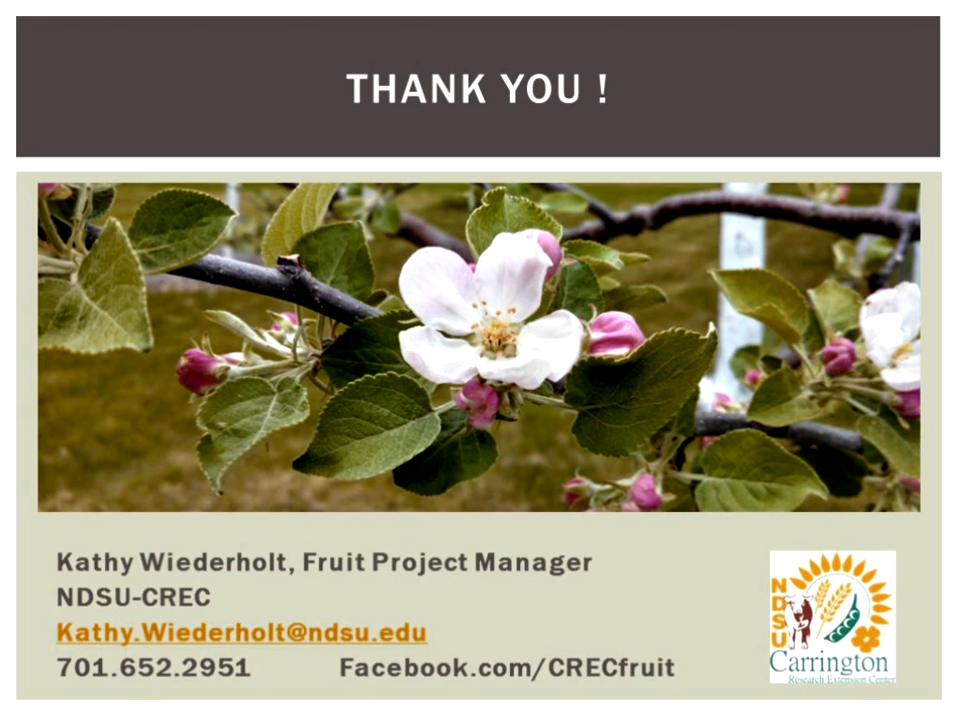 THANK YOU !
Kathy Wiederholt, Fruit Project Manager
NDSU-CREC
Kathy.Wiederholt@ndsu.edu
701.652.2951 Facebook.com/CRECfruit
NDSU
Carrington
Research Extension Center